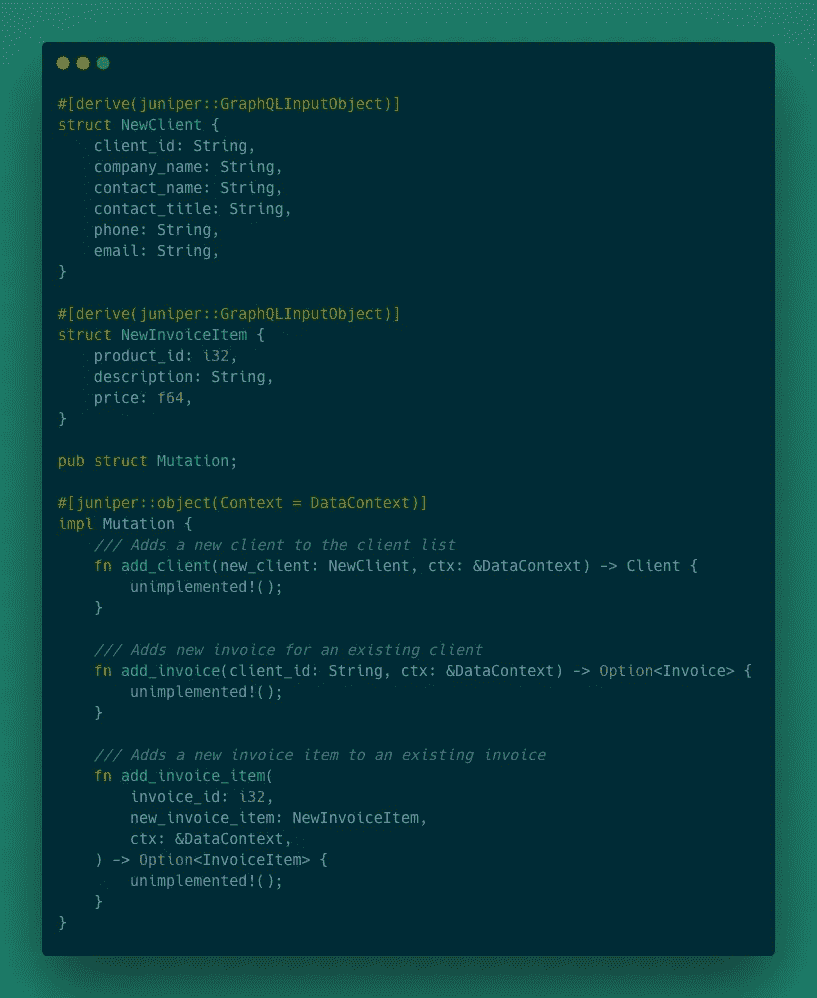 #[derive(juniper::GraphQLInputObject)]
struct NewClient {
    client_id: String,
    company_name: String,
    contact_name: String,
    contact_title: String,
    phone: String,
    email: String,
}

#[derive(juniper::GraphQLInputObject)]
struct NewInvoiceItem {
    product_id: i32,
    description: String,
    price: f64,
}

pub struct Mutation;

#[juniper::object(Context = DataContext)]
impl Mutation {
    /// Adds a new client to the client list
    fn add_client(new_client: NewClient, ctx: &DataContext) -> Client {
        unimplemented!();
    }

    /// Adds new invoice for an existing client
    fn add_invoice(client_id: String, ctx: &DataContext) -> Option<Invoice> {
        unimplemented!();
    }

    /// Adds a new invoice item to an existing invoice
    fn add_invoice_item(
        invoice_id: i32,
        new_invoice_item: NewInvoiceItem,
        ctx: &DataContext,
    ) -> Option<InvoiceItem> {
        unimplemented!();
    }
}